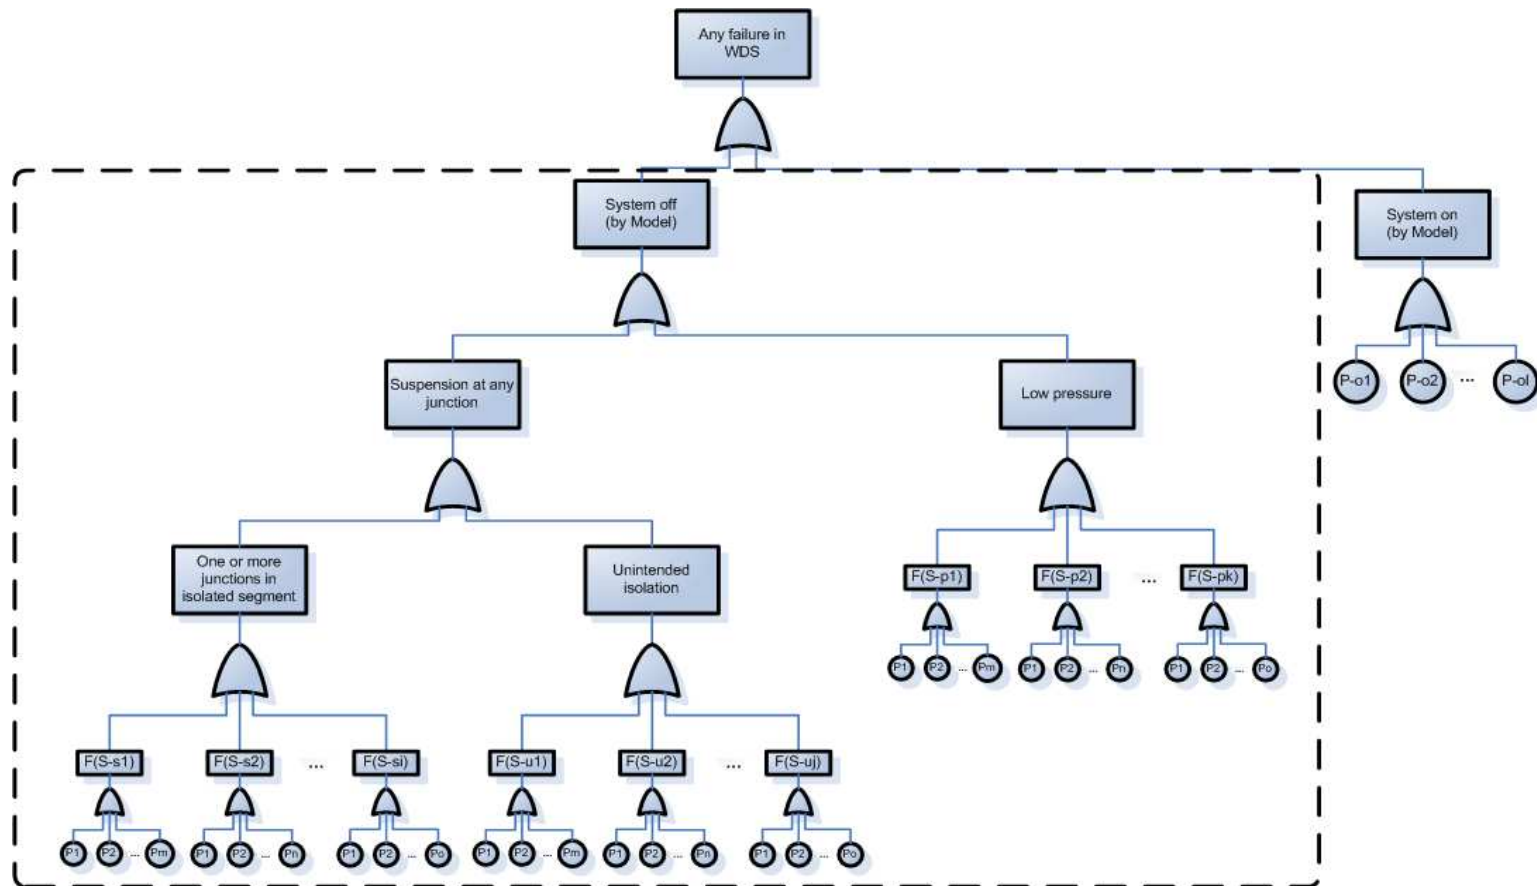 Any failure in
WDS
System off
(by Model)
System on
(by Model)
P-o1 P-o2 ... P-ol
Suspension at any
junction
Low pressure
One or more
junctions in
isolated segment
Unintended
isolation
F(S-p1) F(S-p2) ... F(S-pk)
P1 P2 ... Pm P1 P2 ... Pn P1 P2 ... Po
F(S-s1) F(S-s2) ... F(S-si) F(S-u1) F(S-u2) ... F(S-uj)
P1 P2 ... Pm P1 P2 ... Pn P1 P2 ... Po P1 P2 ... Pm P1 P2 ... Pn P1 P2 ... Po